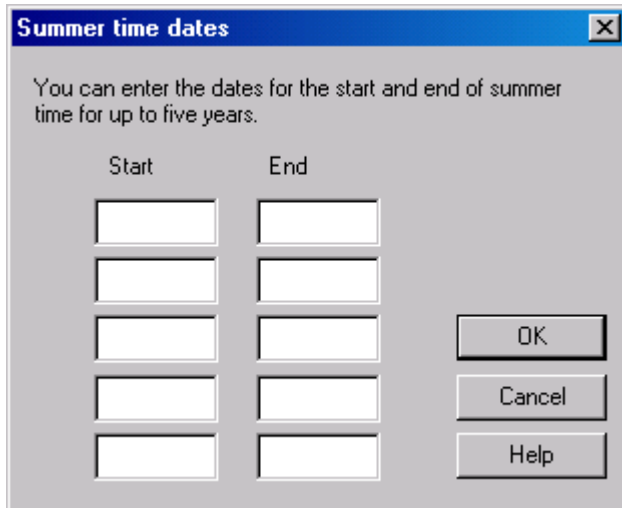 Summer time dates
You can enter the dates for the start and end of summer
time for up to five years.
Start End
OK
Cancel
Help